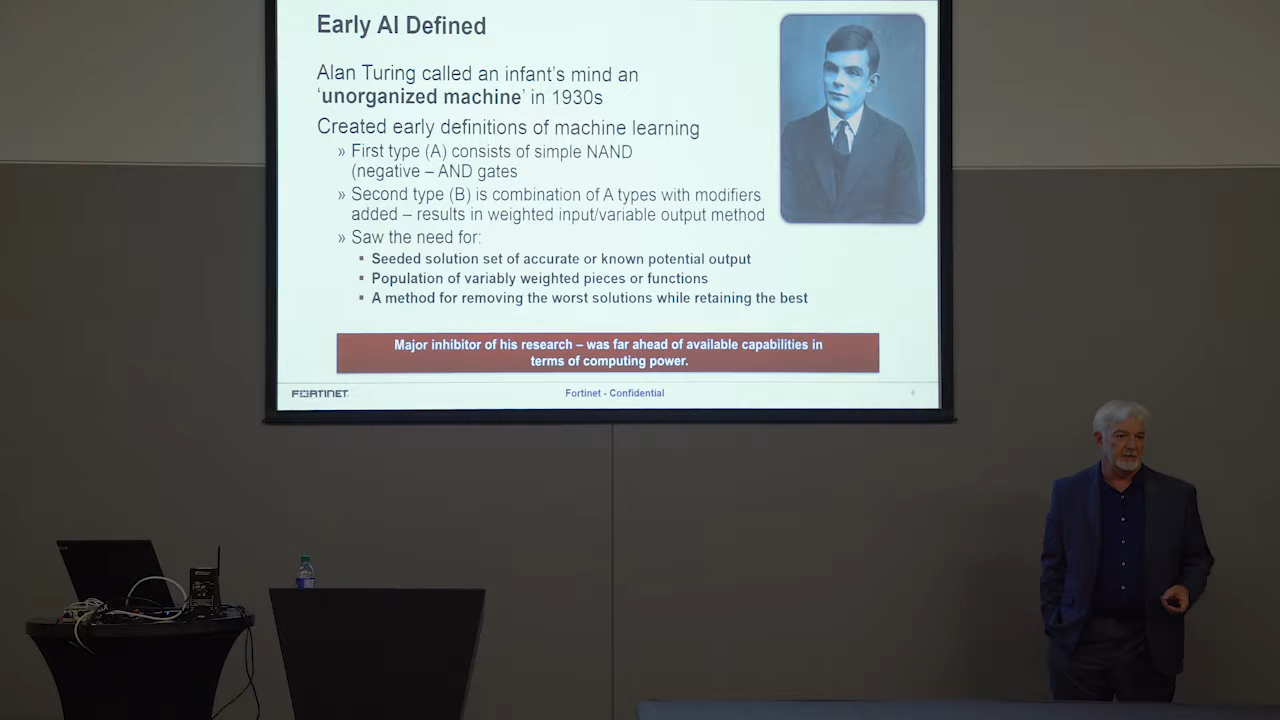 Early AI Defined
Alan Turing called an infant's mind an
'unorganized machine' in 1930s
Created early definitions of machine learning
» First type (A) consists of simple NAND
(negative – AND gates
» Second type (B) is combination of A types with modifiers
added – results in weighted input/variable output method
» Saw the need for:
▪ Seeded solution set of accurate or known potential output
▪ Population of variably weighted pieces or functions
▪ A method for removing the worst solutions while retaining the best
Major inhibitor of his research – was far ahead of available capabilities in
terms of computing power.
FORTINET
Fortinet - Confidential